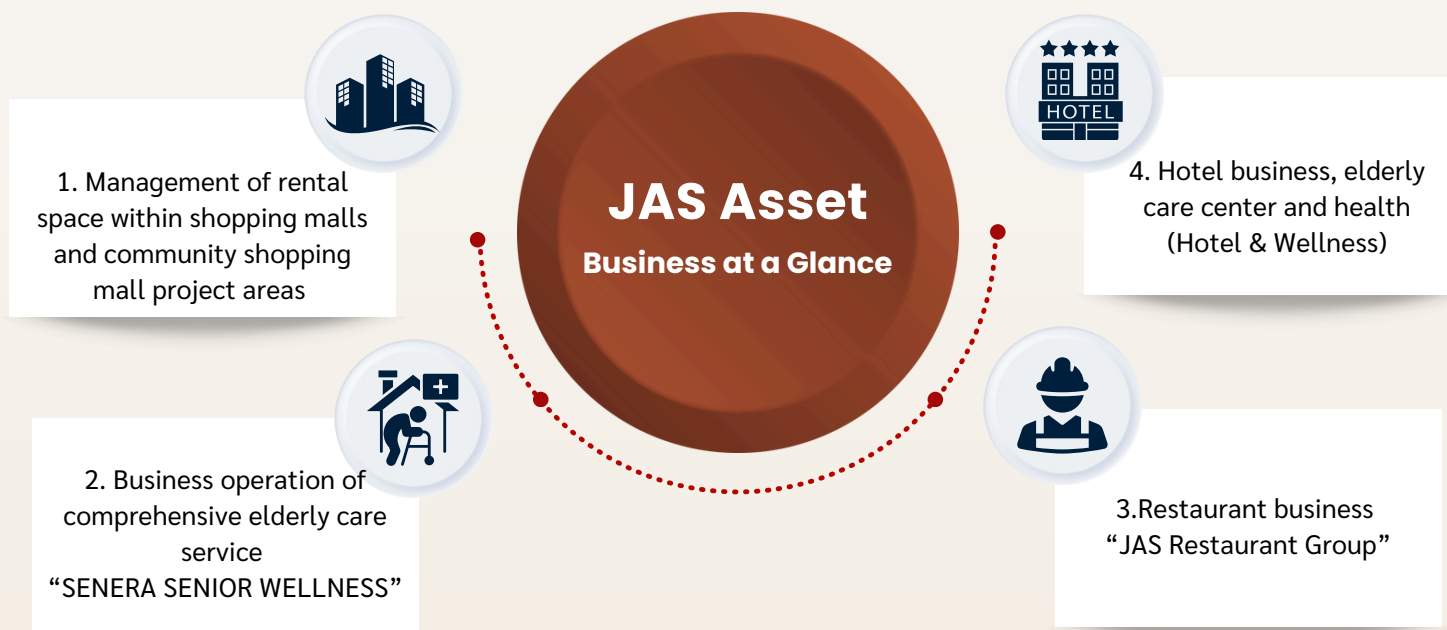 JAS Asset
Business at a Glance
1. Management of rental
space within shopping malls
and community shopping
mall project areas
2. Business operation of
comprehensive elderly care
service
“SENERA SENIOR WELLNESS”
3.Restaurant business
“JAS Restaurant Group”
HOTEL
4. Hotel business, elderly
care center and health
(Hotel & Wellness)